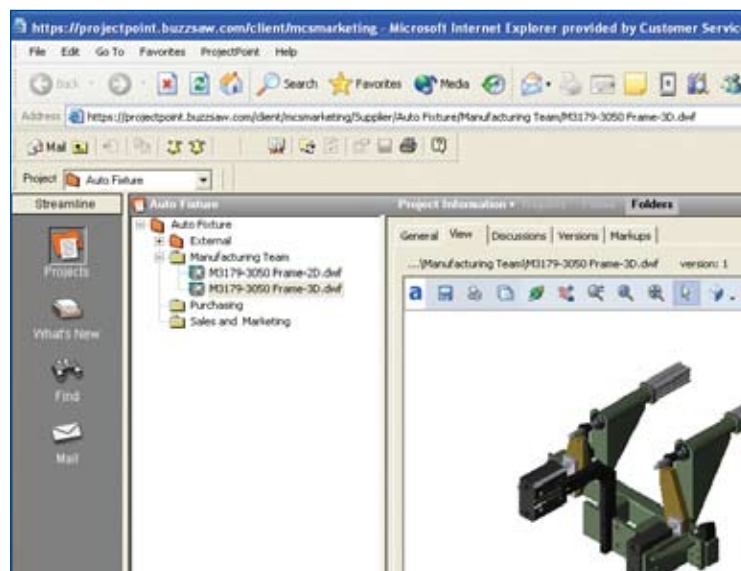 https://projectpoint.buzzsaw.com/client/mcsmarketing - Microsoft Internet Explorer provided by Customer Servic
File Edit Go To Favorites ProjectPoint Help
Back Search Favorites Media
Address https://projectpoint.buzzsaw.com/client/mcsmarketing/Supplier/Auto Fixture/Manufacturing Team/M3179-3050 Frame-3D.dwf
Mail
Project Auto Fixture
Streamline
Projects
What's New
Find
Mail
Auto Fixture
Auto Fixture
External
Manufacturing Team
M3179-3050 Frame-2D.dwf
M3179-3050 Frame-3D.dwf
Purchasing
Sales and Marketing
Project Information Folders
General View Discussions Versions Markups
...\Manufacturing Team\M3179-3050 Frame-3D.dwf version: 1
a